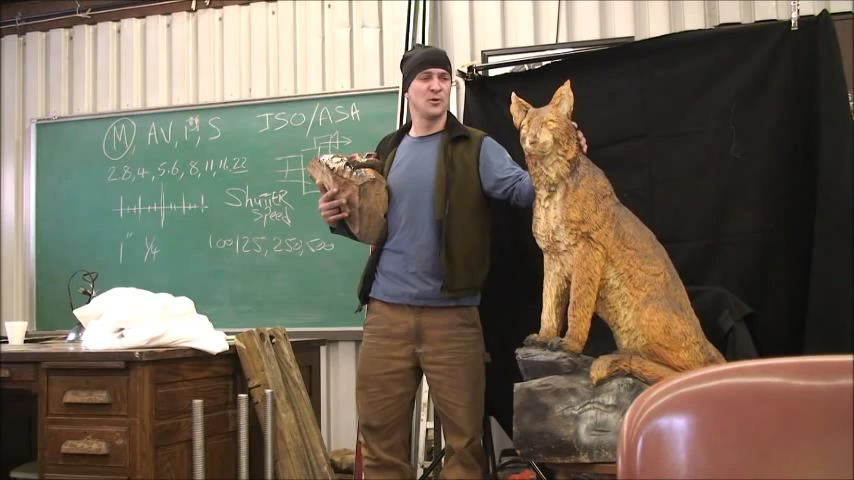 M, AV, P, S
ISO/ASA
2.8, 4, 5.6, 8, 11, 16, 22
Shutter
Speed
1" 1/4
100, 125, 250, 500